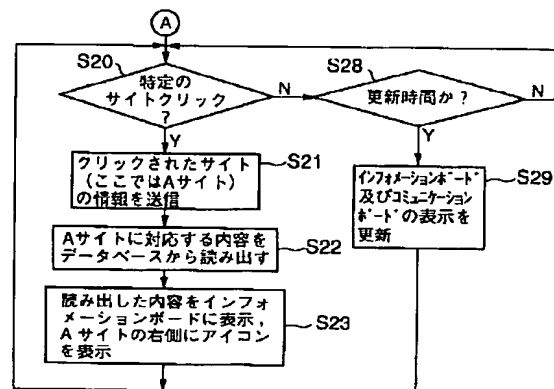 A
S20
特定の
サイトクリック
?
N
Y
S28
更新時間か?
N
Y
クリックされたサイト
(ここではAサイト)
の情報を送信
S21
インフォメーションボード
及びコミュニケーション
ボードの表示を
更新
S29
Aサイトに対応する内容を
データベースから読み出す
S22
読み出した内容をインフォ
メーションボードに表示,
Aサイトの右側にアイコン
を表示
S23